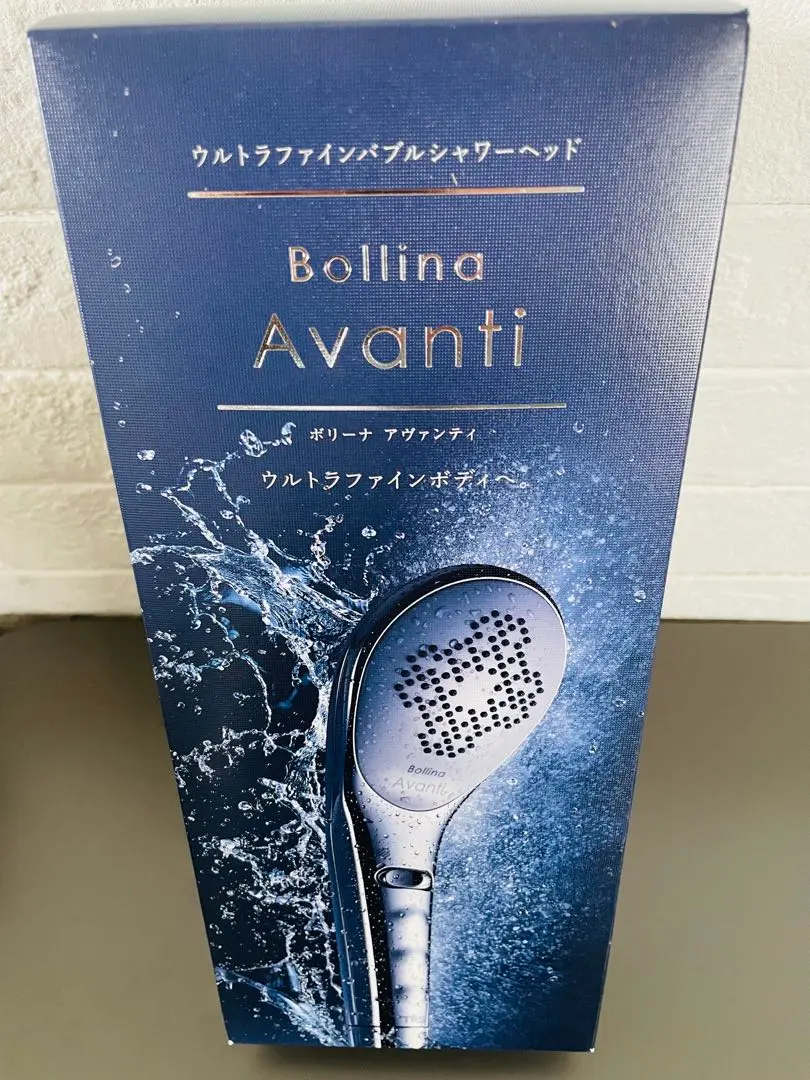 ウルトラファインバブルシャワーヘッド
Bollina
Avanti
ボリーナ アヴァンティ
ウルトラファインボディへ。
Bollina
Avanti